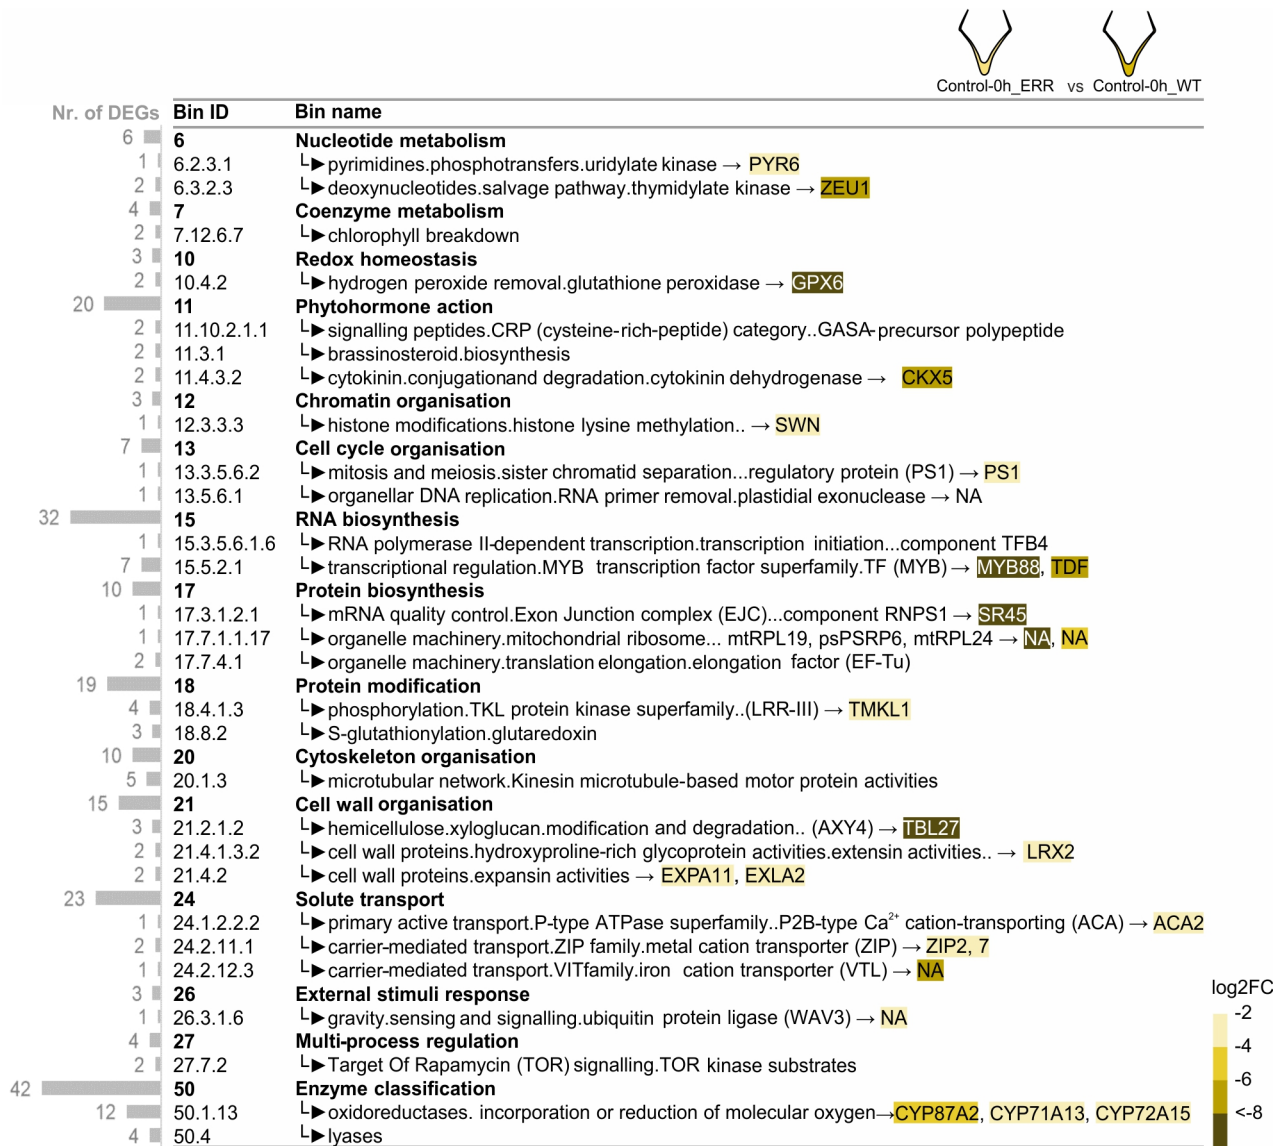 Control-0h_ERR vs Control-0h_WT
Nr. of DEGs Bin ID Bin name
6 6 Nucleotide metabolism
1 6.2.3.1 └►pyrimidines.phosphotransfers.uridylate kinase → PYR6
2 6.3.2.3 └►deoxynucleotides.salvage pathway.thymidylate kinase → ZEU1
4 7 Coenzyme metabolism
2 7.12.6.7 └►chlorophyll breakdown
3 10 Redox homeostasis
2 10.4.2 └►hydrogen peroxide removal.glutathione peroxidase → GPX6
20 11 Phytohormone action
2 11.10.2.1.1 └►signalling peptides.CRP (cysteine-rich-peptide) category..GASA-precursor polypeptide
2 11.3.1 └►brassinosteroid.biosynthesis
2 11.4.3.2 └►cytokinin.conjugationand degradation.cytokinin dehydrogenase → CKX5
3 12 Chromatin organisation
1 12.3.3.3 └►histone modifications.histone lysine methylation.. → SWN
7 13 Cell cycle organisation
1 13.3.5.6.2 └►mitosis and meiosis.sister chromatid separation...regulatory protein (PS1) → PS1
1 13.5.6.1 └►organellar DNA replication.RNA primer removal.plastidial exonuclease → NA
32 15 RNA biosynthesis
1 15.3.5.6.1.6 └►RNA polymerase II-dependent transcription.transcription initiation...component TFB4
7 15.5.2.1 └►transcriptional regulation.MYB transcription factor superfamily.TF (MYB) → MYB88, TDF
10 17 Protein biosynthesis
1 17.3.1.2.1 └►mRNA quality control.Exon Junction complex (EJC)...component RNPS1 → SR45
1 17.7.1.1.17 └►organelle machinery.mitochondrial ribosome... mtRPL19, psPSRP6, mtRPL24 → NA, NA
2 17.7.4.1 └►organelle machinery.translation elongation.elongation factor (EF-Tu)
19 18 Protein modification
4 18.4.1.3 └►phosphorylation.TKL protein kinase superfamily..(LRR-III) → TMKL1
3 18.8.2 └►S-glutathionylation.glutaredoxin
10 20 Cytoskeleton organisation
5 20.1.3 └►microtubular network.Kinesin microtubule-based motor protein activities
15 21 Cell wall organisation
3 21.2.1.2 └►hemicellulose.xyloglucan.modification and degradation.. (AXY4) → TBL27
2 21.4.1.3.2 └►cell wall proteins.hydroxyproline-rich glycoprotein activities.extensin activities.. → LRX2
2 21.4.2 └►cell wall proteins.expansin activities → EXPA11, EXLA2
23 24 Solute transport
1 24.1.2.2.2 └►primary active transport.P-type ATPase superfamily..P2B-type Ca²⁺ cation-transporting (ACA) → ACA2
2 24.2.11.1 └►carrier-mediated transport.ZIP family.metal cation transporter (ZIP) → ZIP2, 7
1 24.2.12.3 └►carrier-mediated transport.VITfamily.iron cation transporter (VTL) → NA
3 26 External stimuli response
1 26.3.1.6 └►gravity.sensing and signalling.ubiquitin protein ligase (WAV3) → NA
4 27 Multi-process regulation
2 27.7.2 └►Target Of Rapamycin (TOR) signalling.TOR kinase substrates
42 50 Enzyme classification
12 50.1.13 └►oxidoreductases. incorporation or reduction of molecular oxygen→CYP87A2, CYP71A13, CYP72A15
4 50.4 └►lyases
log2FC
-2
-4
-6
<-8